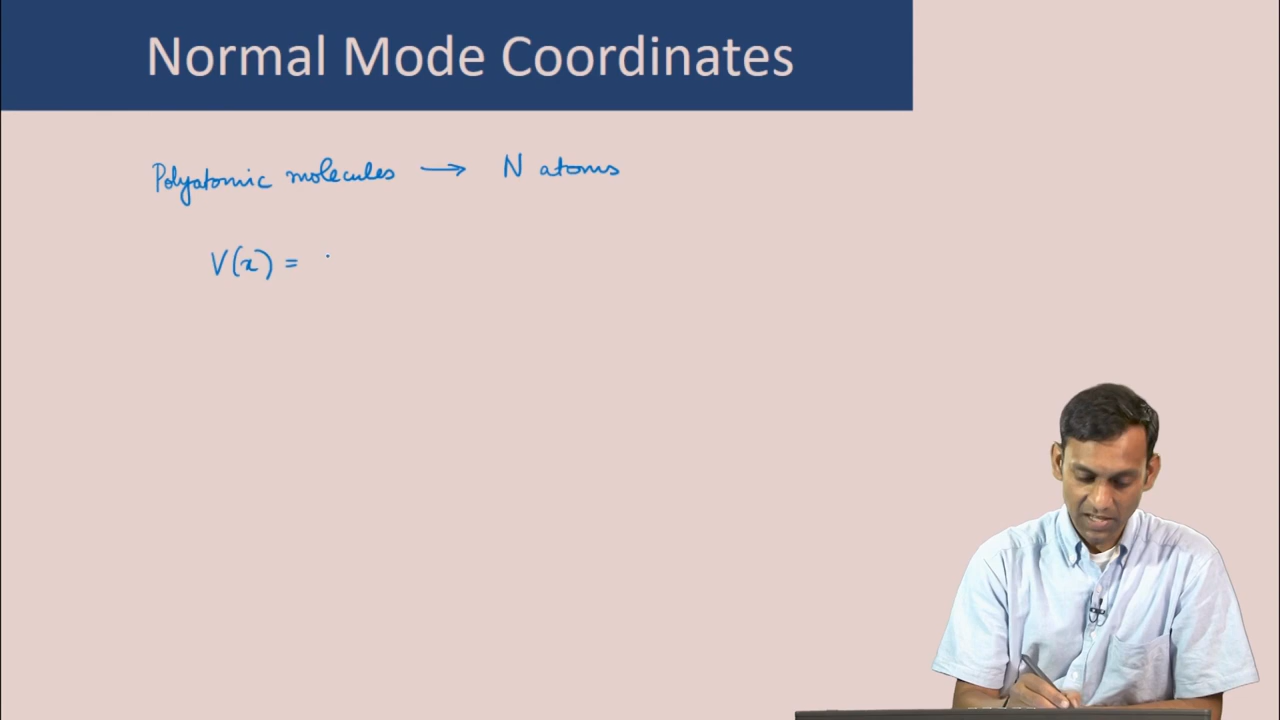 Normal Mode Coordinates
Polyatomic molecules → N atoms
V(x) =